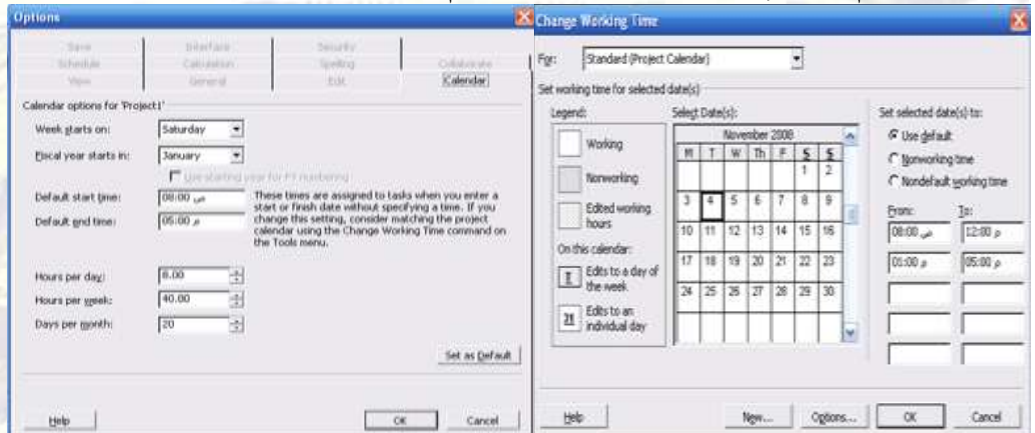 Options
Save Interface Security
Schedule Calculation Spelling Collaborate
View General Edit Calendar
Calendar options for 'Project1'
Week starts on: Saturday
Fiscal year starts in: January
Use starting year for FY numbering
Default start time: 08:00 ص
Default end time: 05:00 م
These times are assigned to tasks when you enter a
start or finish date without specifying a time. If you
change this setting, consider matching the project
calendar using the Change Working Time command on
the Tools menu.
Hours per day: 8.00
Hours per week: 40.00
Days per month: 20
Set as Default
Help OK Cancel
Change Working Time
For: Standard (Project Calendar)
Set working time for selected date(s)
Legend:
Working
Nonworking
Edited working
hours
On this calendar:
T Edits to a day of
the week
31 Edits to an
individual day
Select Date(s):
November 2008
M T W Th F S S
1 2
3 4 5 6 7 8 9
10 11 12 13 14 15 16
17 18 19 20 21 22 23
24 25 26 27 28 29 30
Set selected date(s) to:
Use default
Nonworking time
Nondefault working time
From: To:
08:00 ص 12:00 م
01:00 م 05:00 م
Help New... Options... OK Cancel